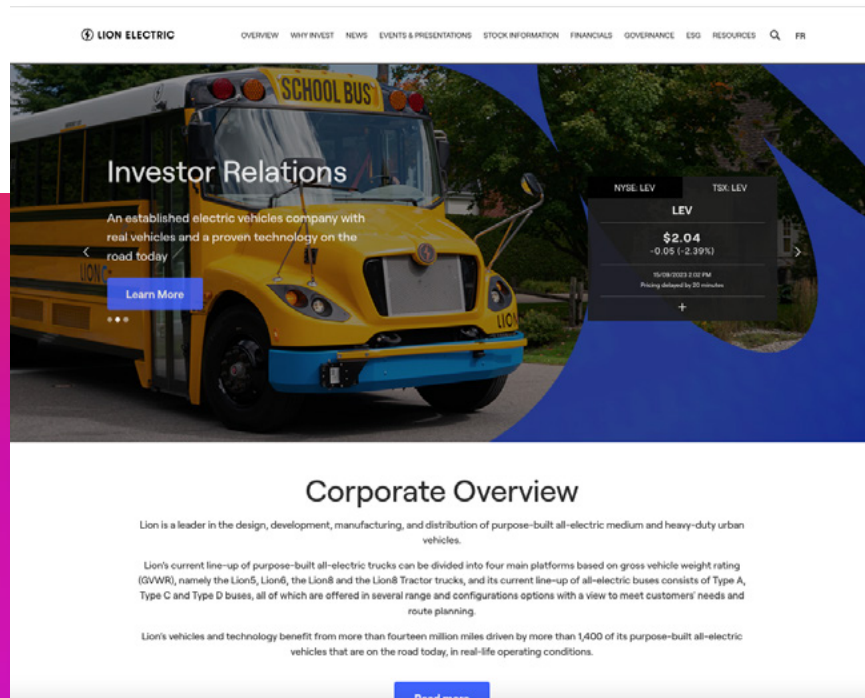 LION ELECTRIC
OVERVIEW WHY INVEST NEWS EVENTS & PRESENTATIONS STOCK INFORMATION FINANCIALS GOVERNANCE ESG RESOURCES FR
SCHOOL BUS
Investor Relations
An established electric vehicles company with
real vehicles and a proven technology on the
road today
Learn More
NYSE: LEV TSX: LEV
LEV
$2.04
-0.05 (-2.39%)
15/09/2023 2:02 PM
Pricing delayed by 20 minutes
+
LIONC
LION
Corporate Overview
Lion is a leader in the design, development, manufacturing, and distribution of purpose-built all-electric medium and heavy-duty urban
vehicles.
Lion's current line-up of purpose-built all-electric trucks can be divided into four main platforms based on gross vehicle weight rating
(GVWR), namely the Lion5, Lion6, the Lion8 and the Lion8 Tractor trucks, and its current line-up of all-electric buses consists of Type A,
Type C and Type D buses, all of which are offered in several range and configurations options with a view to meet customers' needs and
route planning.
Lion's vehicles and technology benefit from more than fourteen million miles driven by more than 1,400 of its purpose-built all-electric
vehicles that are on the road today, in real-life operating conditions.
Read more